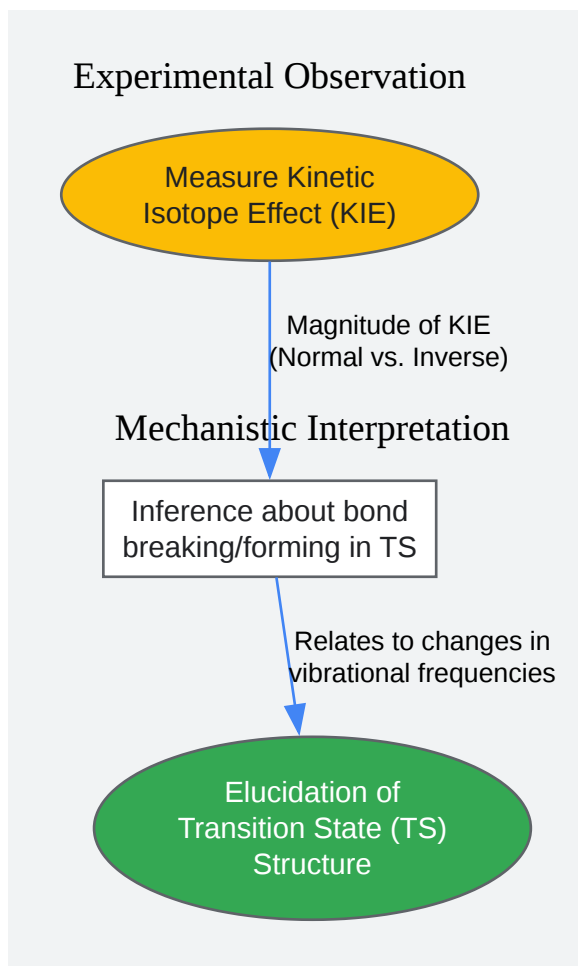 Experimental Observation
Measure Kinetic
Isotope Effect (KIE)
Magnitude of KIE
(Normal vs. Inverse)
Mechanistic Interpretation
Inference about bond
breaking/forming in TS
Relates to changes in
vibrational frequencies
Elucidation of
Transition State (TS)
Structure